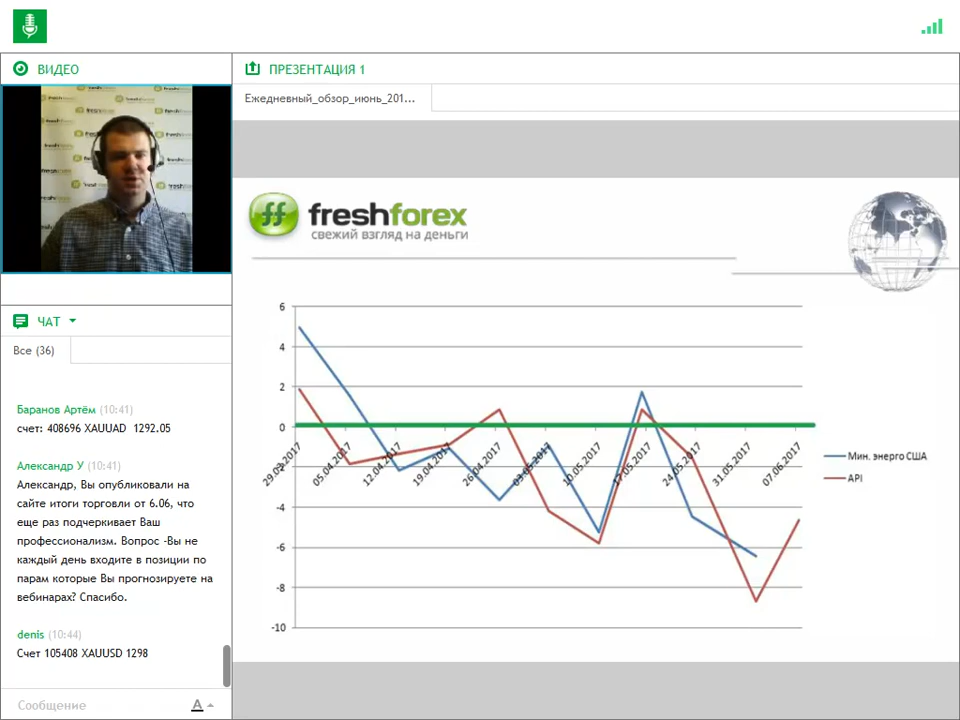 ВИДЕО
ПРЕЗЕНТАЦИЯ 1
Ежедневный_обзор_июнь_201...
freshforex
свежий взгляд на деньги
ЧАТ
Все (36)
Баранов Артём (10:41)
счет: 408696 XAUUAD 1292.05
Александр У (10:41)
Александр, Вы опубликовали на
сайте итоги торговли от 6.06, что
еще раз подчеркивает Ваш
профессионализм. Вопрос -Вы не
каждый день входите в позиции по
парам которые Вы прогнозируете на
вебинарах? Спасибо.
denis (10:44)
Счет 105408 XAUUSD 1298
Сообщение
A
6
4
2
0
-2
-4
-6
-8
-10
29.03.2017
05.04.2017
12.04.2017
19.04.2017
26.04.2017
03.05.2017
10.05.2017
17.05.2017
24.05.2017
31.05.2017
07.06.2017
Мин. энерго США
API